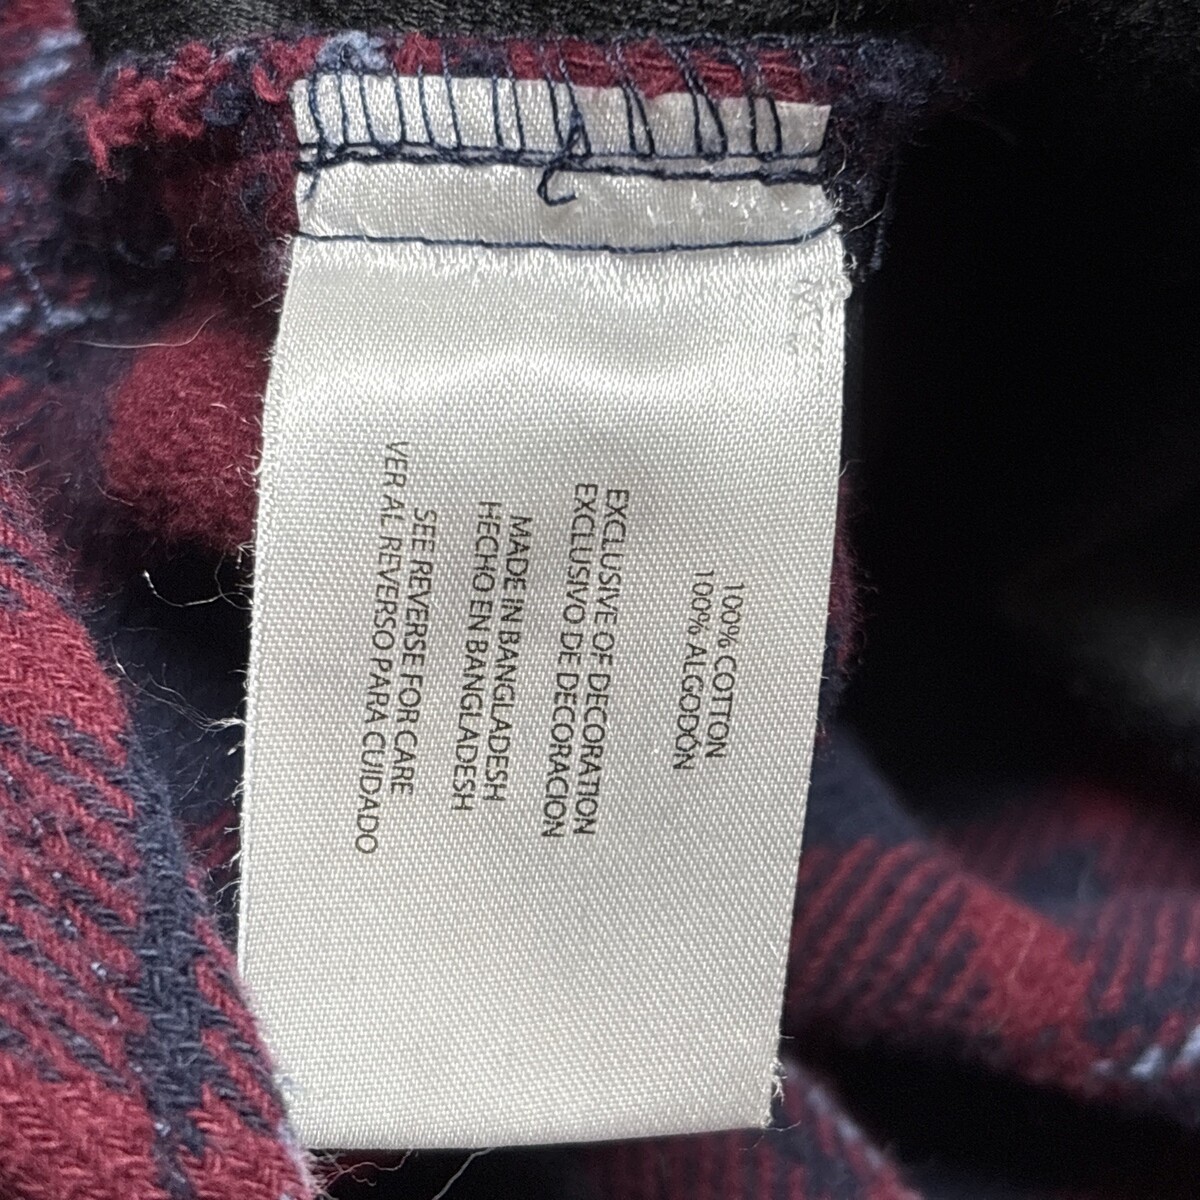 100% COTTON
100% ALGODÓN
EXCLUSIVE OF DECORATION
EXCLUSIVO DE DECORACION
MADE IN BANGLADESH
HECHO EN BANGLADESH
SEE REVERSE FOR CARE
VER AL REVERSO PARA CUIDADO